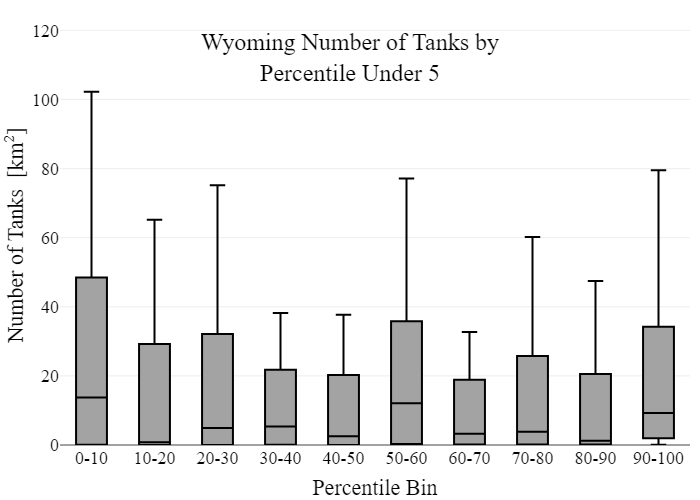 Wyoming Number of Tanks by
Percentile Under 5
Number of Tanks [km²]
120
100
80
60
40
20
0
0-10 10-20 20-30 30-40 40-50 50-60 60-70 70-80 80-90 90-100
Percentile Bin